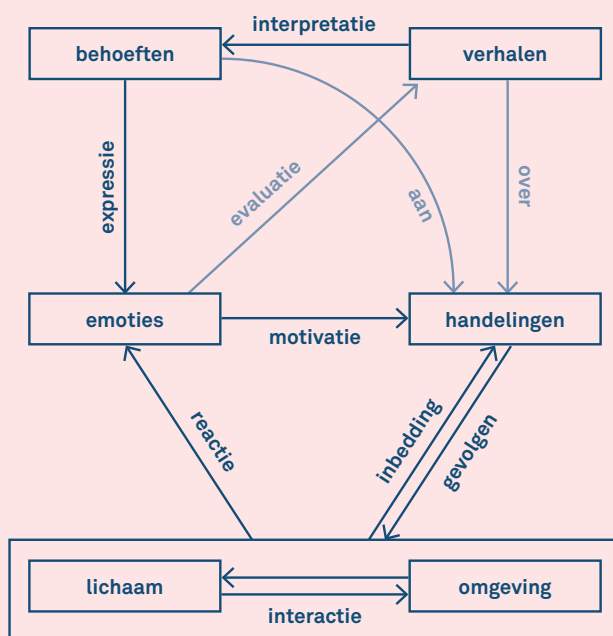 interpretatie
behoeften
verhalen
expressie
evaluatie
aan
over
emoties
handelingen
motivatie
reactie
inbedding
gevolgen
lichaam
omgeving
interactie